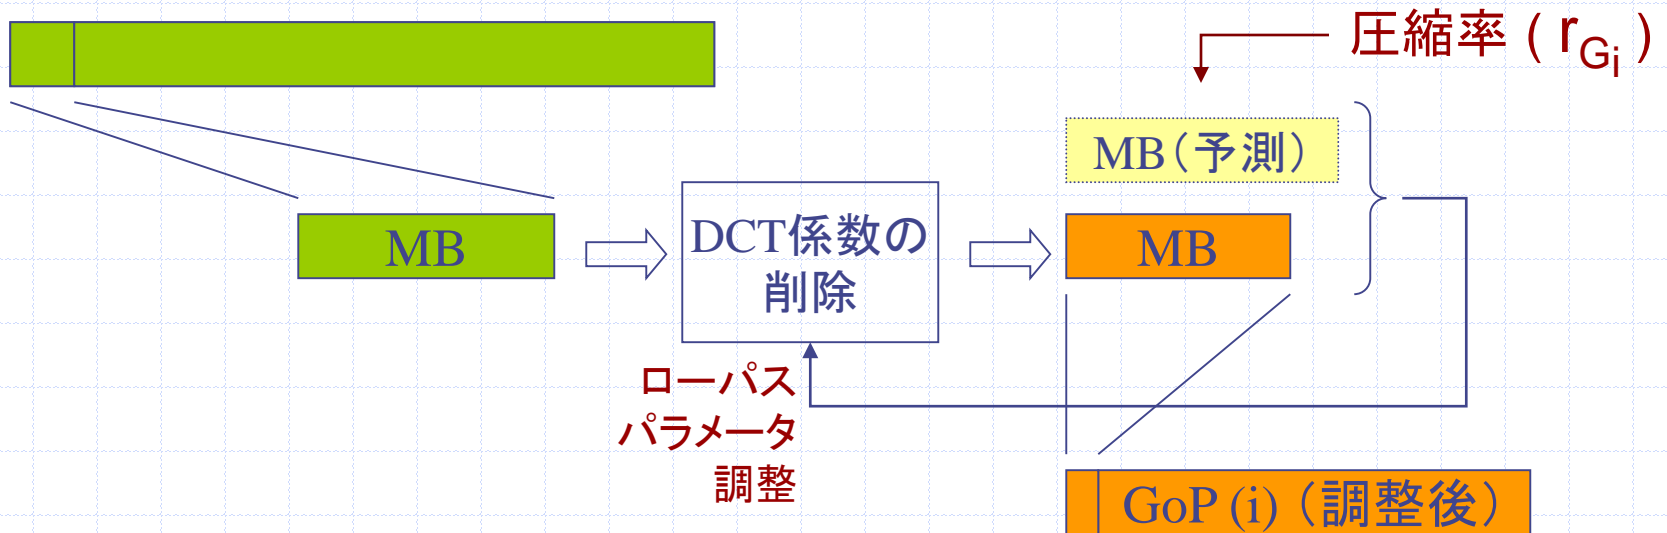 圧縮率 ( rGi )
MB（予測）
MB
DCT係数の
削除
MB
ローパス
パラメータ
調整
GoP (i)（調整後）